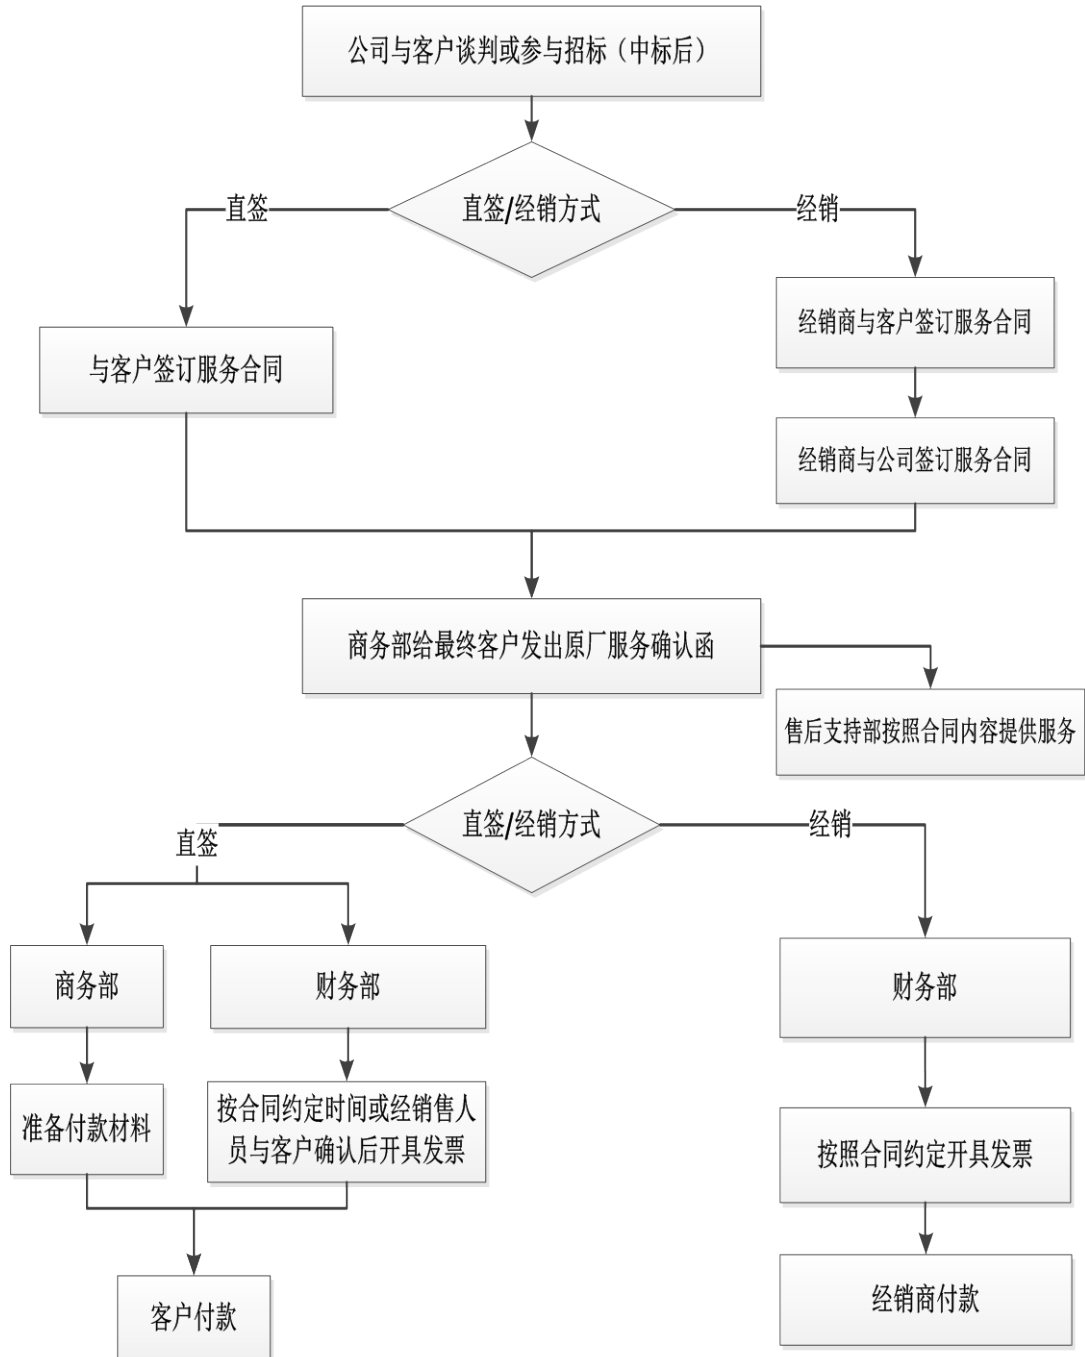 公司与客户谈判或参与招标（中标后）
直签/经销方式
直签
经销
经销商与客户签订服务合同
与客户签订服务合同
经销商与公司签订服务合同
商务部给最终客户发出原厂服务确认函
售后支持部按照合同内容提供服务
直签/经销方式
直签
经销
商务部
财务部
财务部
准备付款材料
按合同约定时间或经销售人
员与客户确认后开具发票
按照合同约定开具发票
客户付款
经销商付款